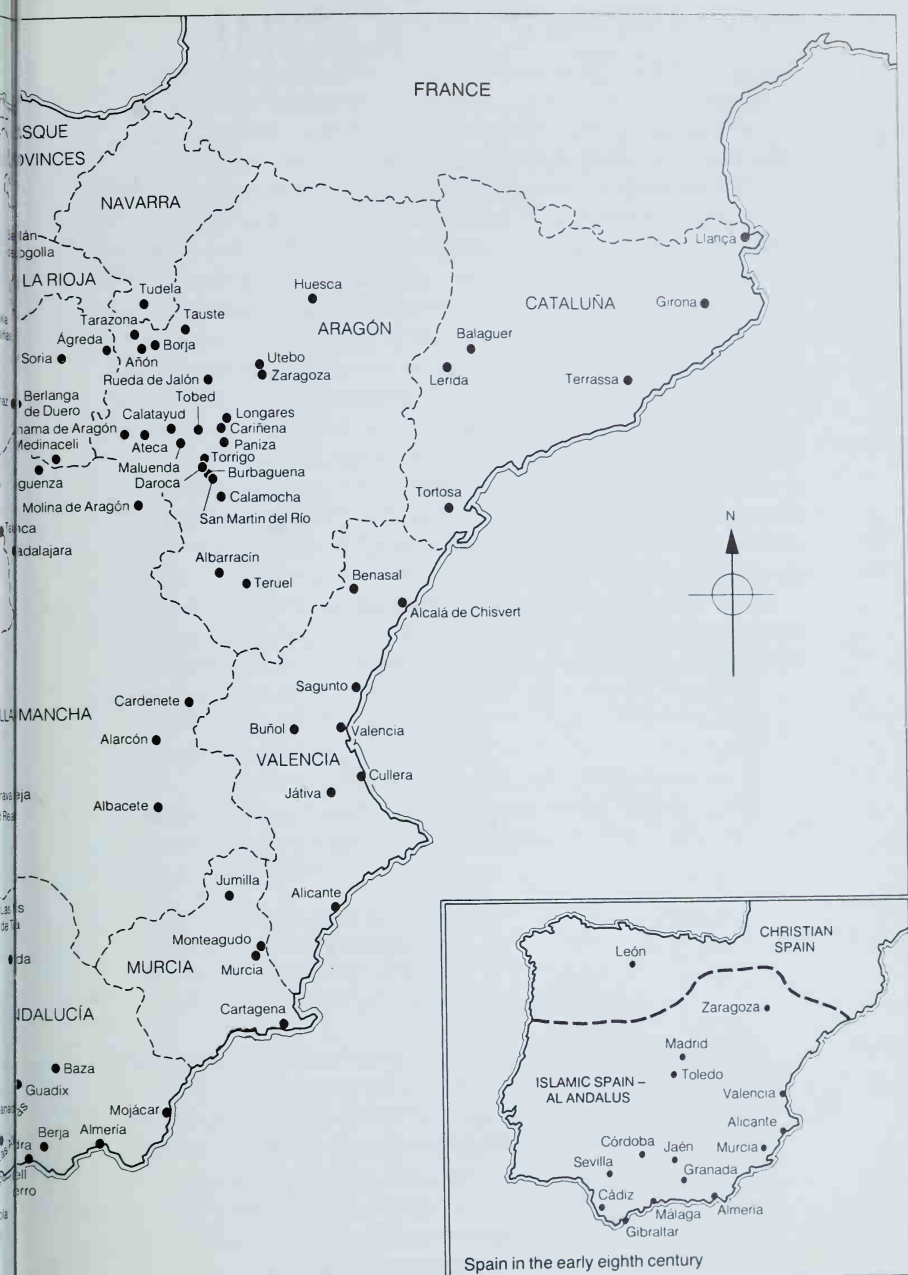 FRANCE
NAVARRA
LA RIOJA
Tudela
Huesca
Llançà
Tarazona
Tauste
ARAGÓN
CATALUÑA
Girona
Ágreda
Borja
Soria
Añón
Utebo
Zaragoza
Balaguer
Lerida
Terrassa
Rueda de Jalón
Tobed
Berlanga
de Duero
Calatayud
Longares
Cariñena
Ateca
Paniza
Medinaceli
Maluenda
Torrigo
Daroca
Burbaguena
Calamocha
San Martin del Río
Molina de Aragón
Tortosa
N
Albarracín
Teruel
Benasal
Alcalá de Chisvert
Sagunto
Cardenete
MANCHA
Buñol
Valencia
Alarcón
VALENCIA
Cullera
Játiva
Albacete
Jumilla
Alicante
Monteagudo
Murcia
MURCIA
Cartagena
Baza
Guadix
Mojácar
Berja
Almería
CHRISTIAN
SPAIN
León
Zaragoza
Madrid
Toledo
ISLAMIC SPAIN –
AL ANDALUS
Valencia
Alicante
Córdoba
Jaén
Murcia
Sevilla
Granada
Cádiz
Málaga
Almeria
Gibraltar
Spain in the early eighth century